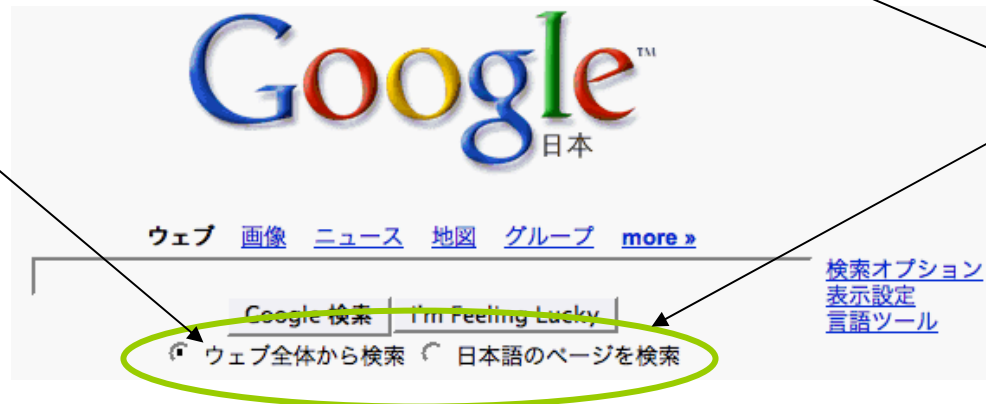 Google™
日本
ウェブ 画像 ニュース 地図 グループ more »
検索オプション
表示設定
言語ツール
Google 検索 I'm Feeling Lucky
ウェブ全体から検索 日本語のページを検索